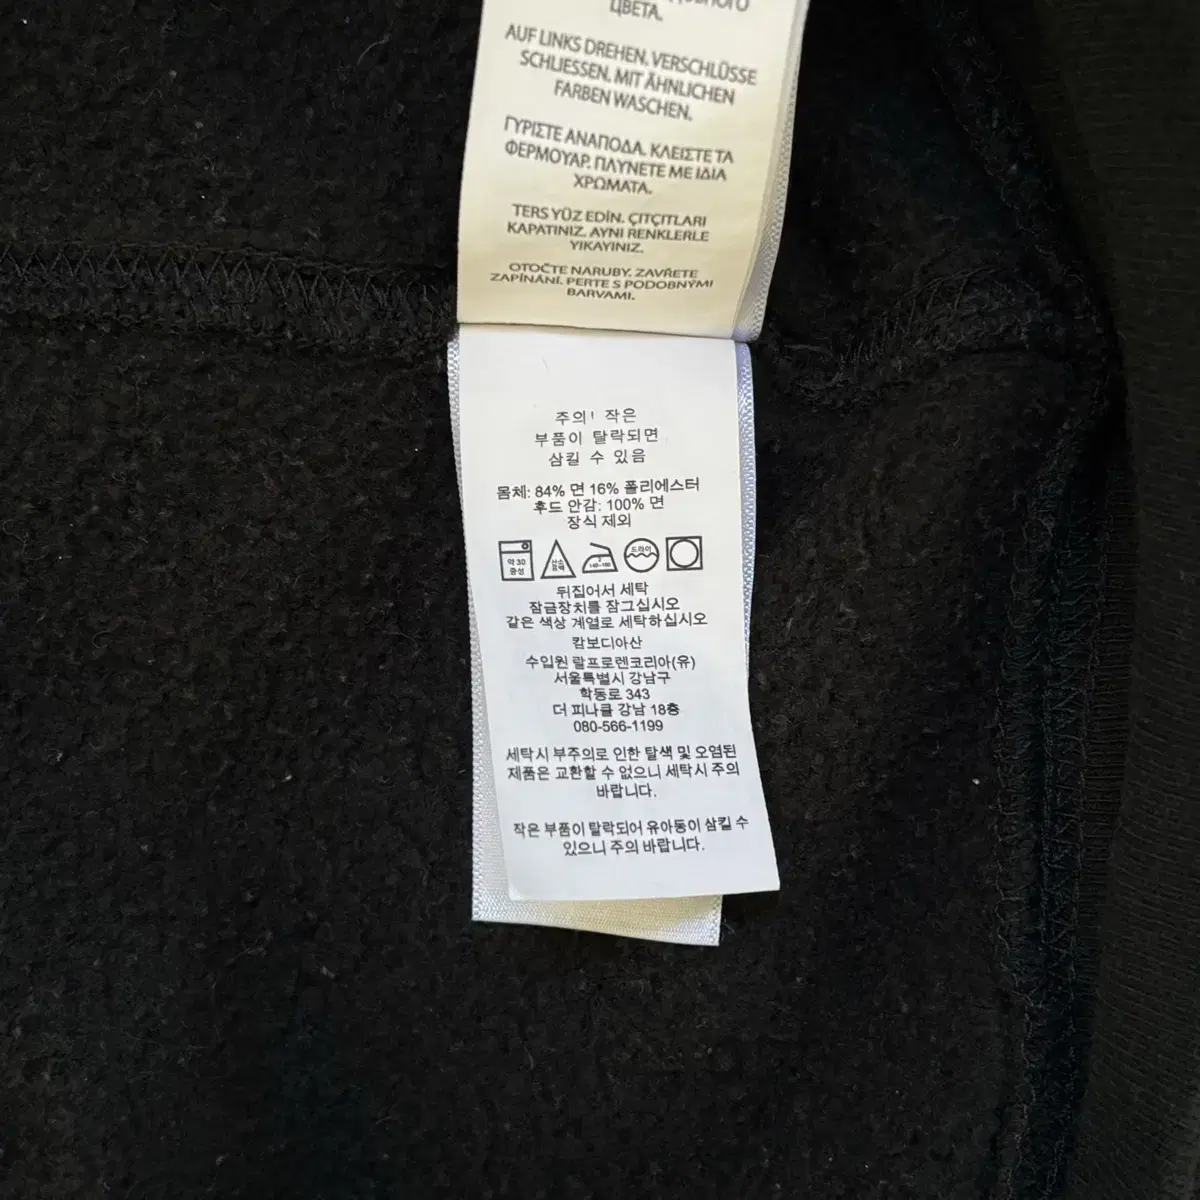 ЦВЕТА.
AUF LINKS DREHEN. VERSCHLÜSSE
SCHLIESSEN. MIT ÄHNLICHEN
FARBEN WASCHEN.
ΓΥΡΙΣΤΕ ΑΝΑΠΟΔΑ. ΚΛΕΙΣΤΕ ΤΑ
ΦΕΡΜΟΥΑΡ. ΠΛΥΝΕΤΕ ΜΕ ΙΔΙΑ
ΧΡΩΜΑΤΑ.
TERS YÜZ EDİN. ÇITÇITLARI
KAPATINIZ. AYNI RENKLERLE
YIKAYINIZ.
OTOČTE NARUBY. ZAVŘETE
ZAPÍNÁNÍ. PERTE S PODOBNÝMI
BARVAMI.
주의! 작은
부품이 탈락되면
삼킬 수 있음
몸체: 84% 면 16% 폴리에스터
후드 안감: 100% 면
장식 제외
약 30
중성
산소
표백
드라이
뒤집어서 세탁
잠금장치를 잠그십시오
같은 색상 계열로 세탁하십시오
캄보디아산
수입원 랄프로렌코리아(유)
서울특별시 강남구
학동로 343
더 피나클 강남 18층
080-566-1199
세탁시 부주의로 인한 탈색 및 오염된
제품은 교환할 수 없으니 세탁시 주의
바랍니다.
작은 부품이 탈락되어 유아동이 삼킬 수
있으니 주의 바랍니다.